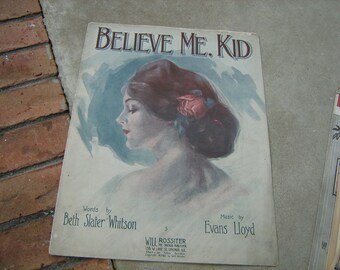 BELIEVE ME, KID
Words by
Beth Slater Whitson
Music by
Evans Lloyd
WILL ROSSITER